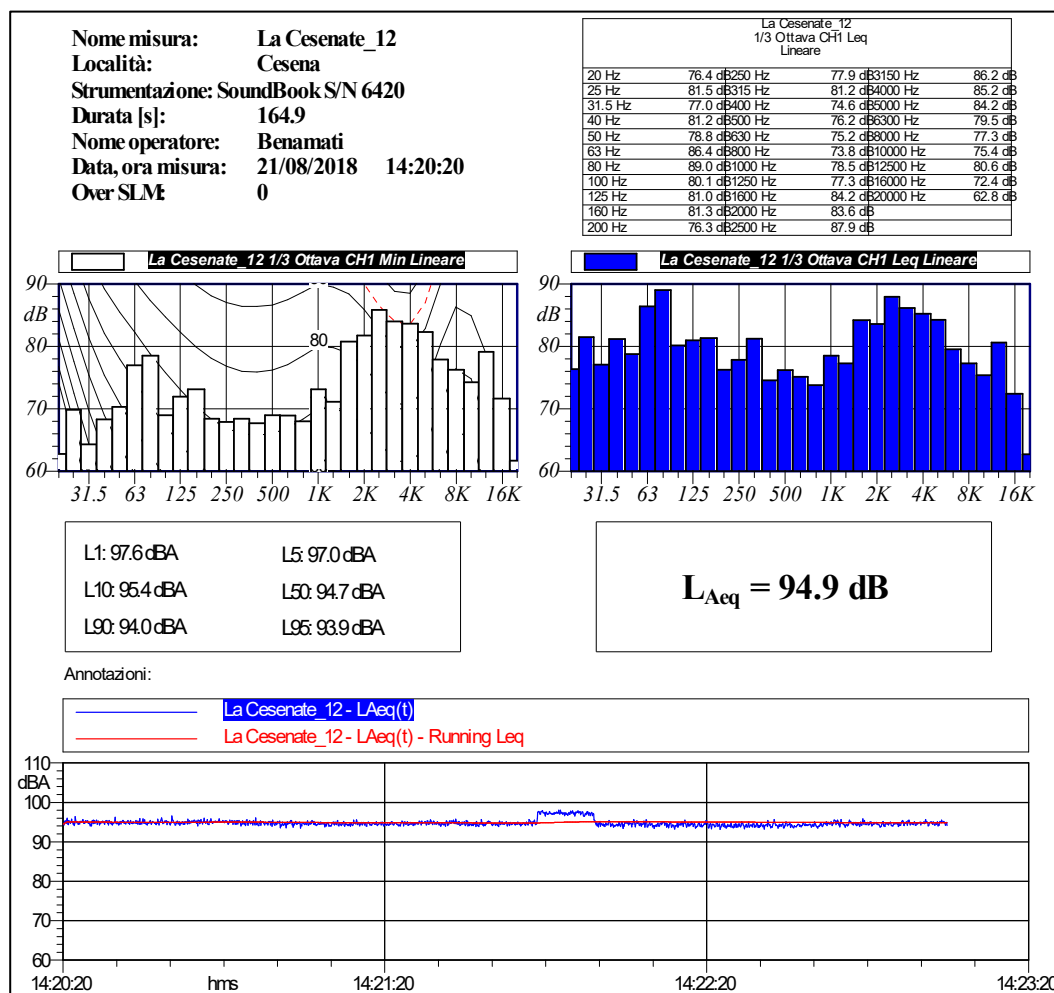 Nome misura: La Cesenate_12
Località: Cesena
Strumentazione: SoundBook S/N 6420
Durata [s]: 164.9
Nome operatore: Benamati
Data, ora misura: 21/08/2018 14:20:20
Over SLM: 0
La Cesenate_12
1/3 Ottava CH1 Leq
Lineare
20 Hz 76.4 dB 250 Hz 77.9 dB 3150 Hz 86.2 dB
25 Hz 81.5 dB 315 Hz 81.2 dB 4000 Hz 85.2 dB
31.5 Hz 77.0 dB 400 Hz 74.6 dB 5000 Hz 84.2 dB
40 Hz 81.2 dB 500 Hz 76.2 dB 6300 Hz 79.5 dB
50 Hz 78.8 dB 630 Hz 75.2 dB 8000 Hz 77.3 dB
63 Hz 86.4 dB 800 Hz 73.8 dB 10000 Hz 75.4 dB
80 Hz 89.0 dB 1000 Hz 78.5 dB 12500 Hz 80.6 dB
100 Hz 80.1 dB 1250 Hz 77.3 dB 16000 Hz 72.4 dB
125 Hz 81.0 dB 1600 Hz 84.2 dB 20000 Hz 62.8 dB
160 Hz 81.3 dB 2000 Hz 83.6 dB
200 Hz 76.3 dB 2500 Hz 87.9 dB
La Cesenate_12 1/3 Ottava CH1 Min Lineare
90
dB
80
70
60
80
31.5 63 125 250 500 1K 2K 4K 8K 16K
La Cesenate_12 1/3 Ottava CH1 Leq Lineare
90
dB
80
70
60
31.5 63 125 250 500 1K 2K 4K 8K 16K
L1: 97.6 dBA L5: 97.0 dBA
L10: 95.4 dBA L50: 94.7 dBA
L90: 94.0 dBA L95: 93.9 dBA
LAeq = 94.9 dB
Annotazioni:
La Cesenate_12 - LAeq(t)
La Cesenate_12 - LAeq(t) - Running Leq
110
dBA
100
90
80
70
60
14:20:20 hms 14:21:20 14:22:20 14:23:20